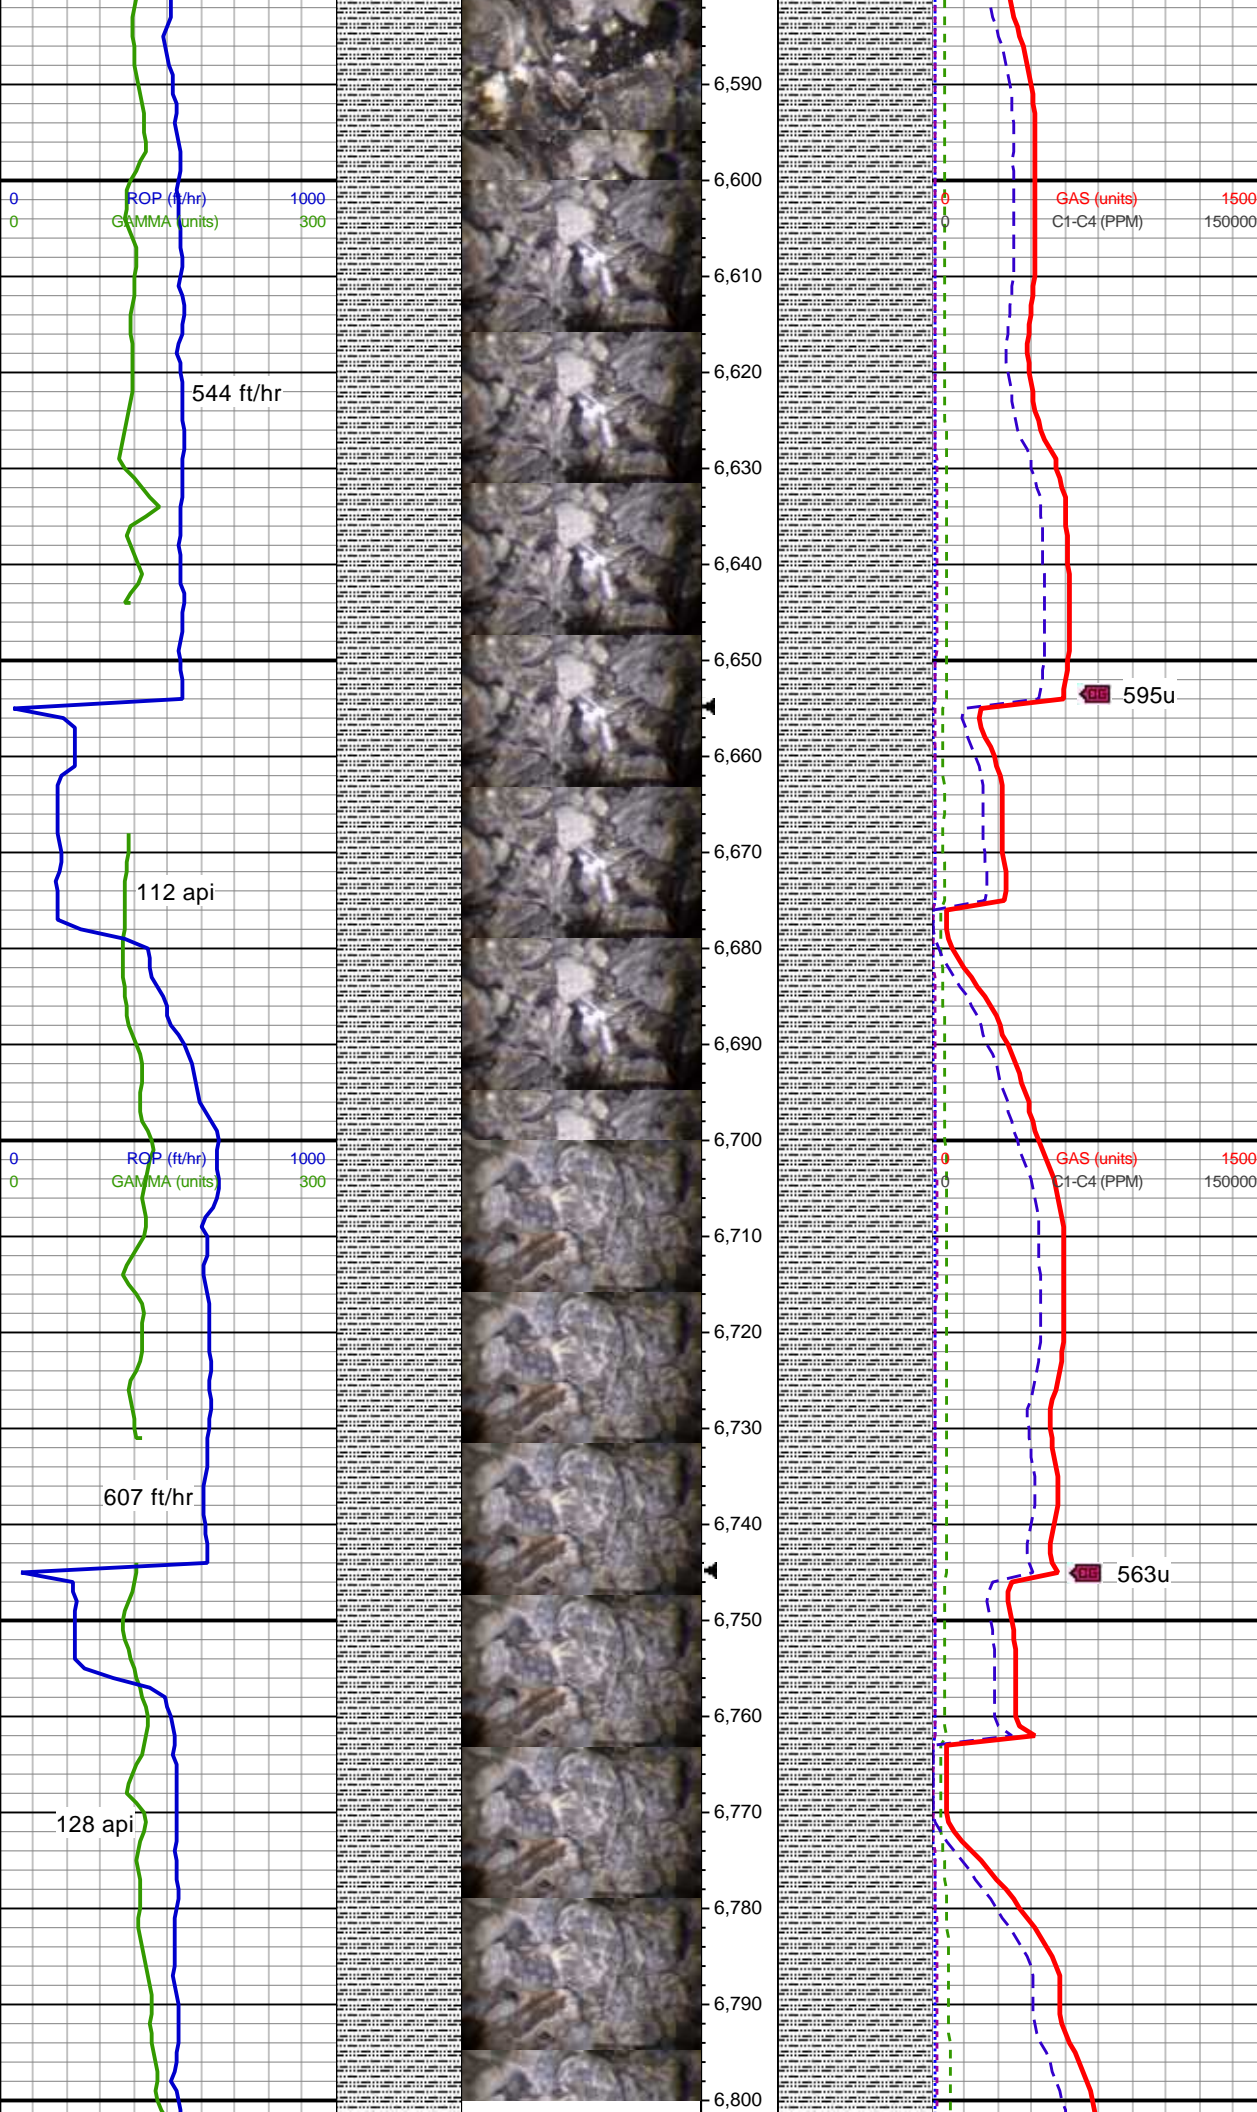 6,590
6,600
0 ROP (ft/hr) 1000
0 GAMMA (units) 300
0 GAS (units) 1500
0 C1-C4 (PPM) 150000
6,610
6,620
544 ft/hr
6,630
6,640
6,650
CG 595u
6,660
6,670
112 api
6,680
6,690
6,700
0 ROP (ft/hr) 1000
0 GAMMA (units) 300
0 GAS (units) 1500
0 C1-C4 (PPM) 150000
6,710
6,720
6,730
607 ft/hr
6,740
CG 563u
6,750
6,760
6,770
128 api
6,780
6,790
6,800